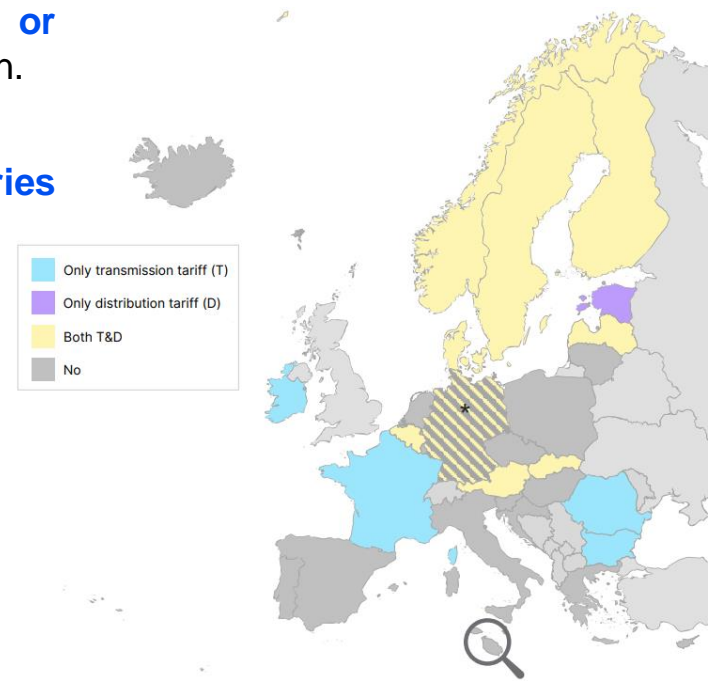 or
n.
ries
Only transmission tariff (T)
Only distribution tariff (D)
Both T&D
No
*